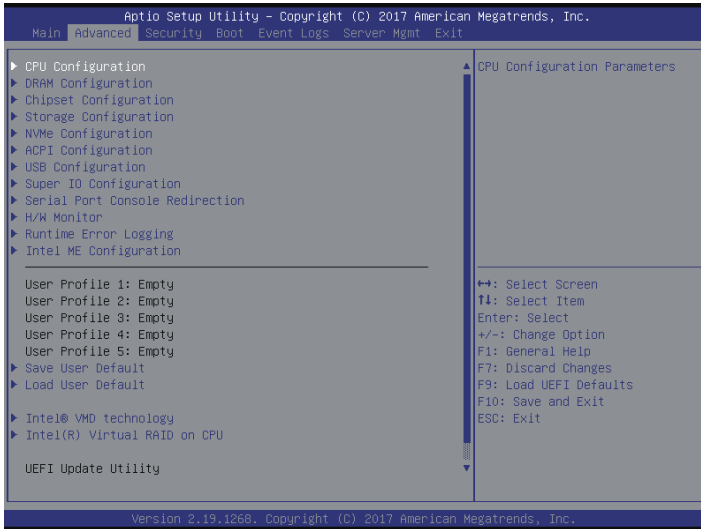 Aptio Setup Utility – Copyright (C) 2017 American Megatrends, Inc.
Main Advanced Security Boot Event Logs Server Mgmt Exit
CPU Configuration
DRAM Configuration
Chipset Configuration
Storage Configuration
NVMe Configuration
ACPI Configuration
USB Configuration
Super IO Configuration
Serial Port Console Redirection
H/W Monitor
Runtime Error Logging
Intel ME Configuration
User Profile 1: Empty
User Profile 2: Empty
User Profile 3: Empty
User Profile 4: Empty
User Profile 5: Empty
Save User Default
Load User Default
Intel® VMD technology
Intel(R) Virtual RAID on CPU
UEFI Update Utility
CPU Configuration Parameters
↔: Select Screen
↑↓: Select Item
Enter: Select
+/-: Change Option
F1: General Help
F7: Discard Changes
F9: Load UEFI Defaults
F10: Save and Exit
ESC: Exit
Version 2.19.1268. Copyright (C) 2017 American Megatrends, Inc.